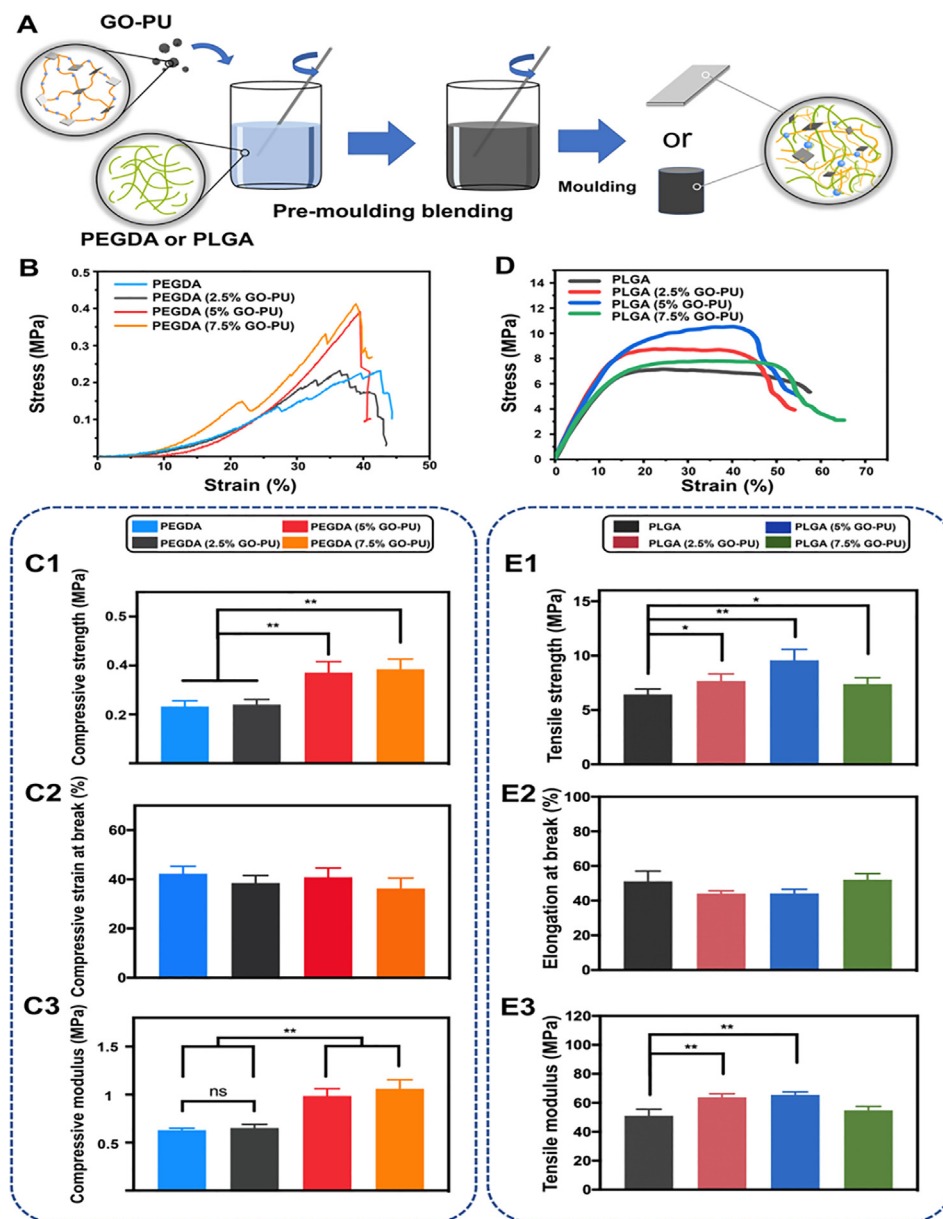 A
GO-PU
or
Moulding
Pre-moulding blending
PEGDA or PLGA
B
Stress (MPa)
0.5
0.4
0.3
0.2
0.1
0
10
20
30
40
50
Strain (%)
PEGDA
PEGDA (2.5% GO-PU)
PEGDA (5% GO-PU)
PEGDA (7.5% GO-PU)
D
Stress (MPa)
14
12
10
8
6
4
2
0
0
10
20
30
40
50
60
70
Strain (%)
PLGA
PLGA (2.5% GO-PU)
PLGA (5% GO-PU)
PLGA (7.5% GO-PU)
PEGDA
PEGDA (5% GO-PU)
PEGDA (2.5% GO-PU)
PEGDA (7.5% GO-PU)
C1
Compressive strength (MPa)
0.5
0.4
0.2
**
**
C2
Compressive strain at break (%)
60
40
20
0
C3
Compressive modulus (MPa)
1.5
1
0.5
**
ns
PLGA
PLGA (5% GO-PU)
PLGA (2.5% GO-PU)
PLGA (7.5% GO-PU)
E1
Tensile strength (MPa)
15
10
5
0
*
**
*
E2
Elongation at break (%)
100
80
60
40
20
0
E3
Tensile modulus (MPa)
120
100
80
60
40
20
0
**
**